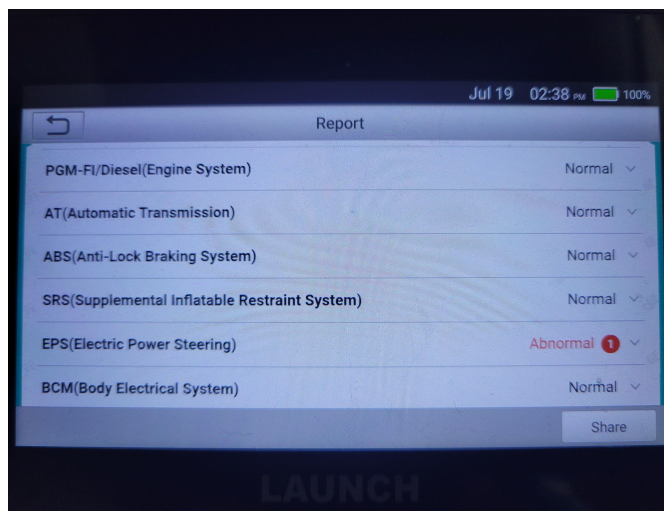 Jul 19 02:38 PM 100%
Report
PGM-FI/Diesel(Engine System) Normal
AT(Automatic Transmission) Normal
ABS(Anti-Lock Braking System) Normal
SRS(Supplemental Inflatable Restraint System) Normal
EPS(Electric Power Steering) Abnormal 1
BCM(Body Electrical System) Normal
Share
LAUNCH